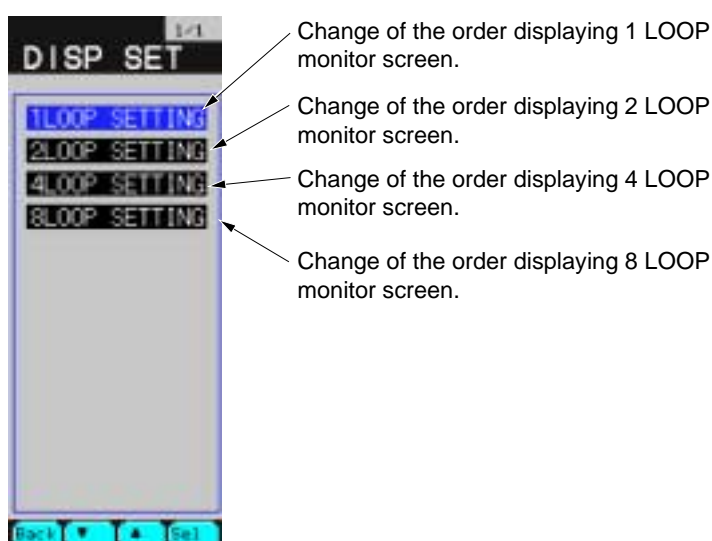 1/1
DISP SET
1LOOP SETTING
2LOOP SETTING
4LOOP SETTING
8LOOP SETTING
Back ▼ ▲ Sel
Change of the order displaying 1 LOOP
monitor screen.
Change of the order displaying 2 LOOP
monitor screen.
Change of the order displaying 4 LOOP
monitor screen.
Change of the order displaying 8 LOOP
monitor screen.